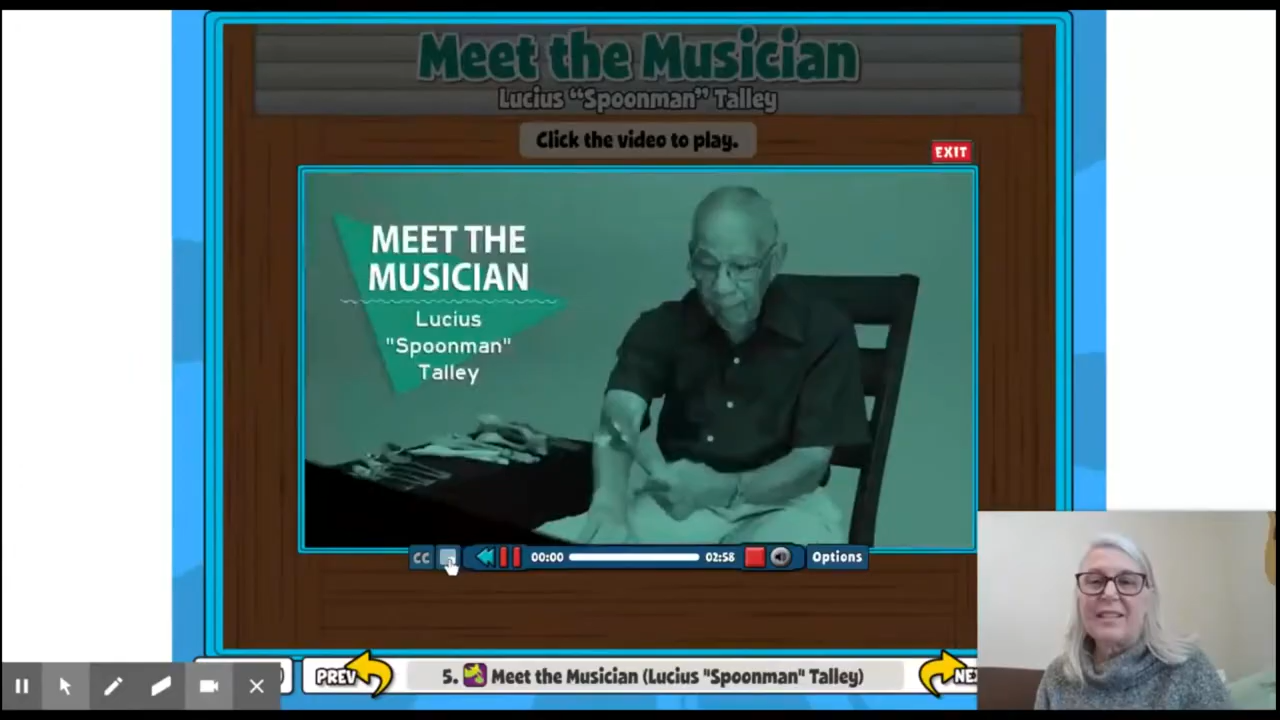 Meet the Musician
Lucius “Spoonman” Talley
Click the video to play.
EXIT
MEET THE
MUSICIAN
Lucius
"Spoonman"
Talley
CC
00:00
02:58
Options
PREV
5. Meet the Musician (Lucius "Spoonman" Talley)